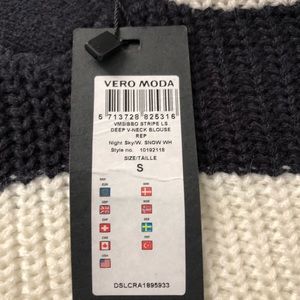 VERO MODA
5 713728 825316
VMSIBBO STRIPE LS
DEEP V-NECK BLOUSE
REP
Night Sky/W. SNOW WH
Style no. 10192118
SIZE/TAILLE
S
DSLCRA1895933